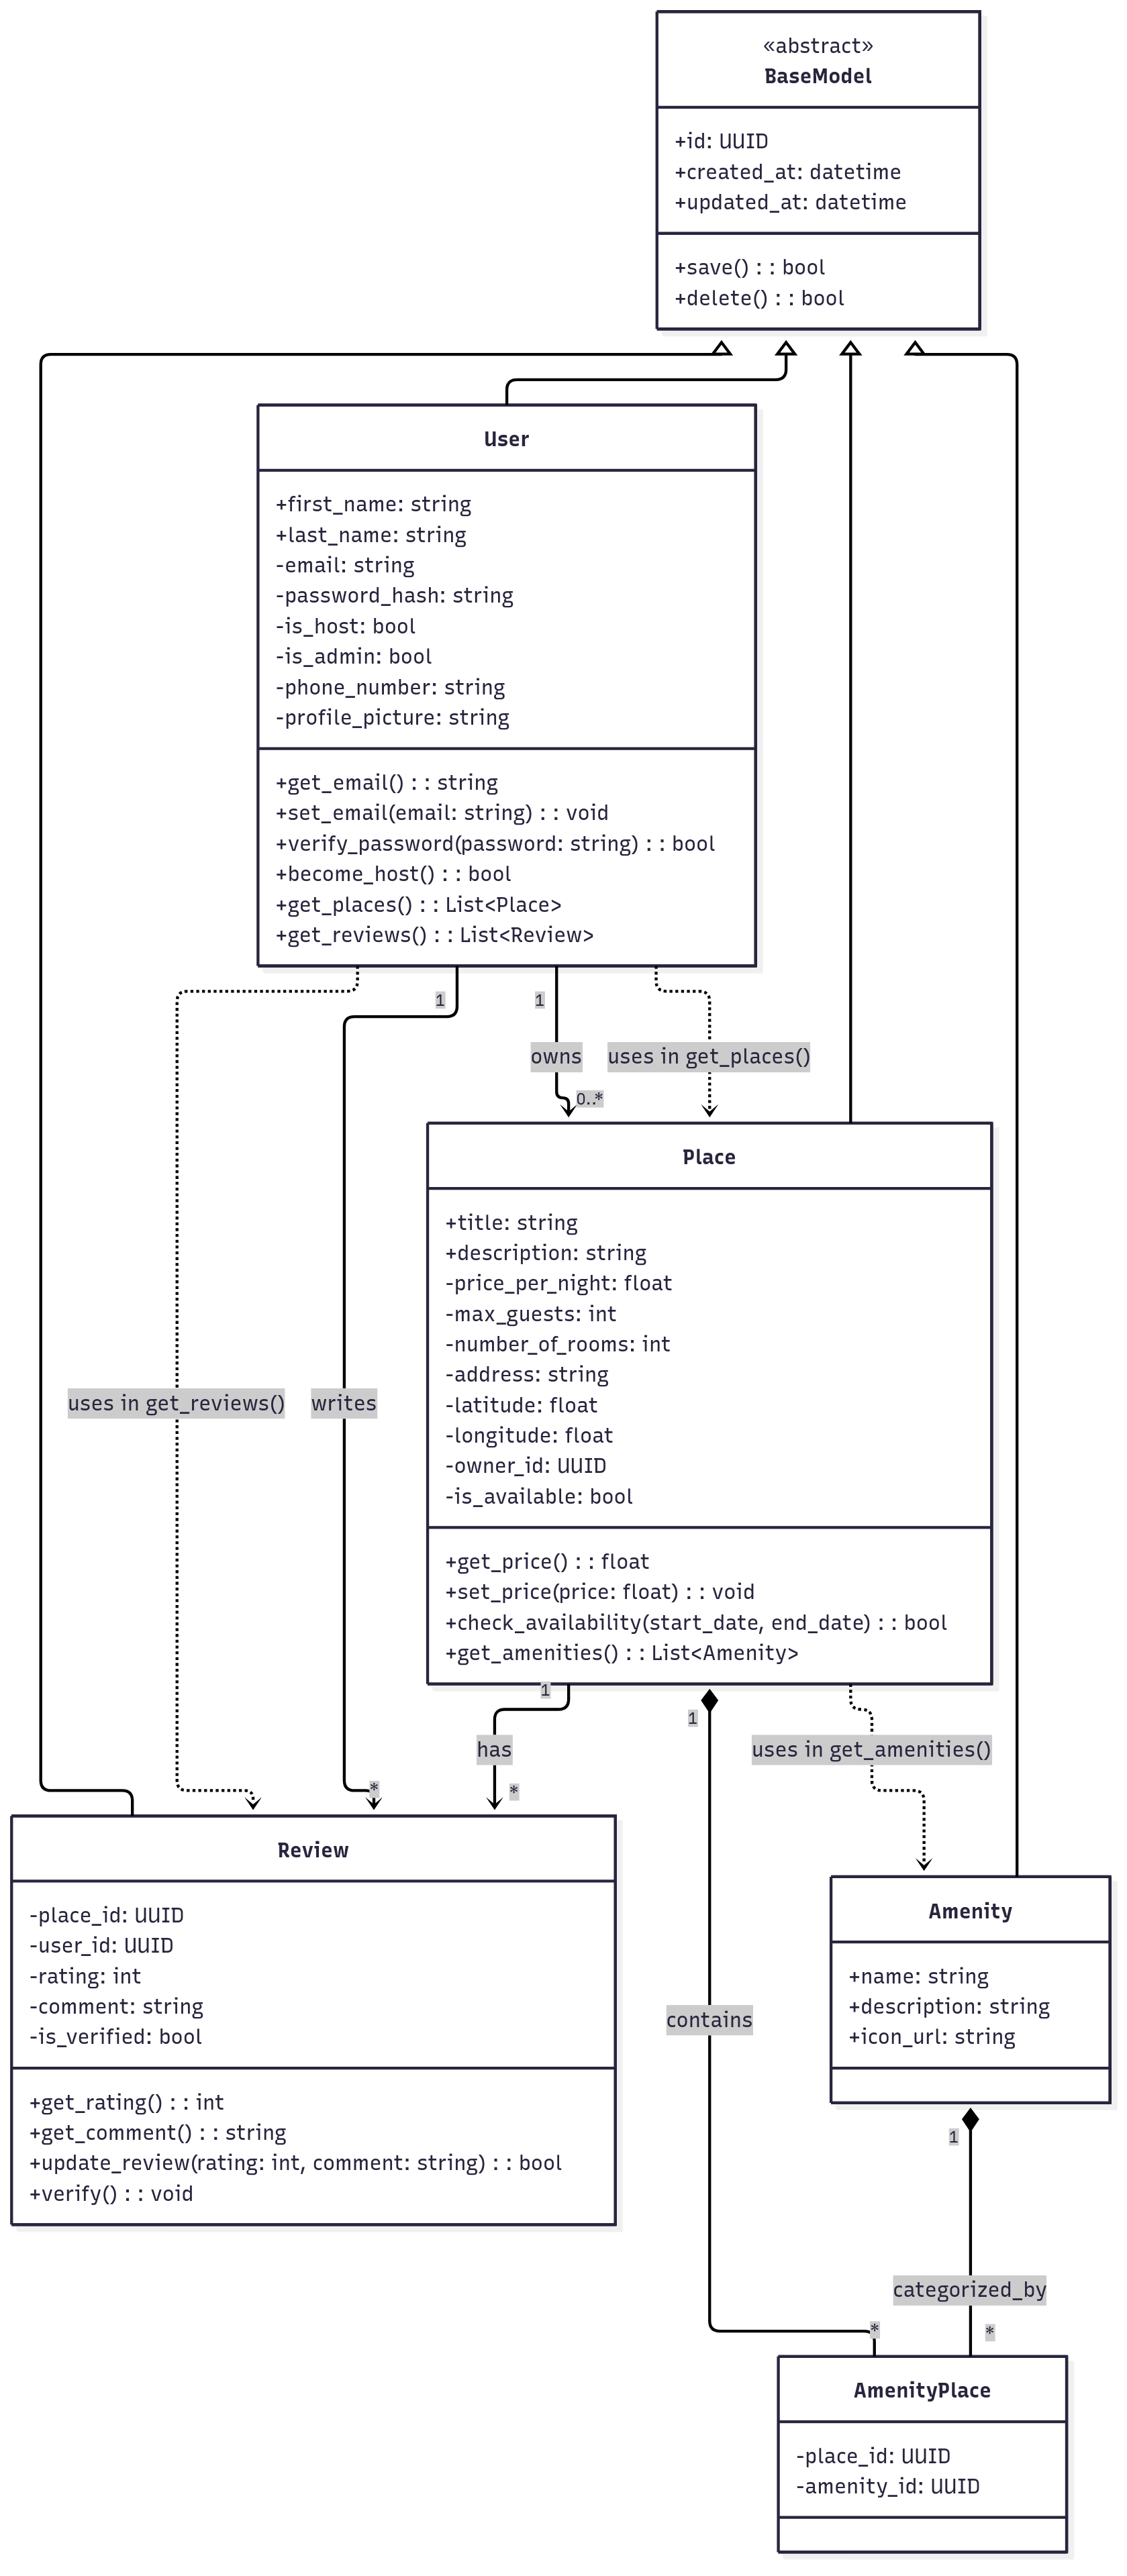 «abstract»
BaseModel
+id: UUID
+created_at: datetime
+updated_at: datetime
+save() : : bool
+delete() : : bool
User
+first_name: string
+last_name: string
-email: string
-password_hash: string
-is_host: bool
-is_admin: bool
-phone_number: string
-profile_picture: string
+get_email() : : string
+set_email(email: string) : : void
+verify_password(password: string) : : bool
+become_host() : : bool
+get_places() : : List<Place>
+get_reviews() : : List<Review>
1
1
owns
uses in get_places()
0..*
Place
+title: string
+description: string
-price_per_night: float
-max_guests: int
-number_of_rooms: int
-address: string
-latitude: float
-longitude: float
-owner_id: UUID
-is_available: bool
+get_price() : : float
+set_price(price: float) : : void
+check_availability(start_date, end_date) : : bool
+get_amenities() : : List<Amenity>
uses in get_reviews()
writes
1
1
has
uses in get_amenities()
*
*
Review
-place_id: UUID
-user_id: UUID
-rating: int
-comment: string
-is_verified: bool
+get_rating() : : int
+get_comment() : : string
+update_review(rating: int, comment: string) : : bool
+verify() : : void
contains
Amenity
+name: string
+description: string
+icon_url: string
1
categorized_by
*
*
AmenityPlace
-place_id: UUID
-amenity_id: UUID